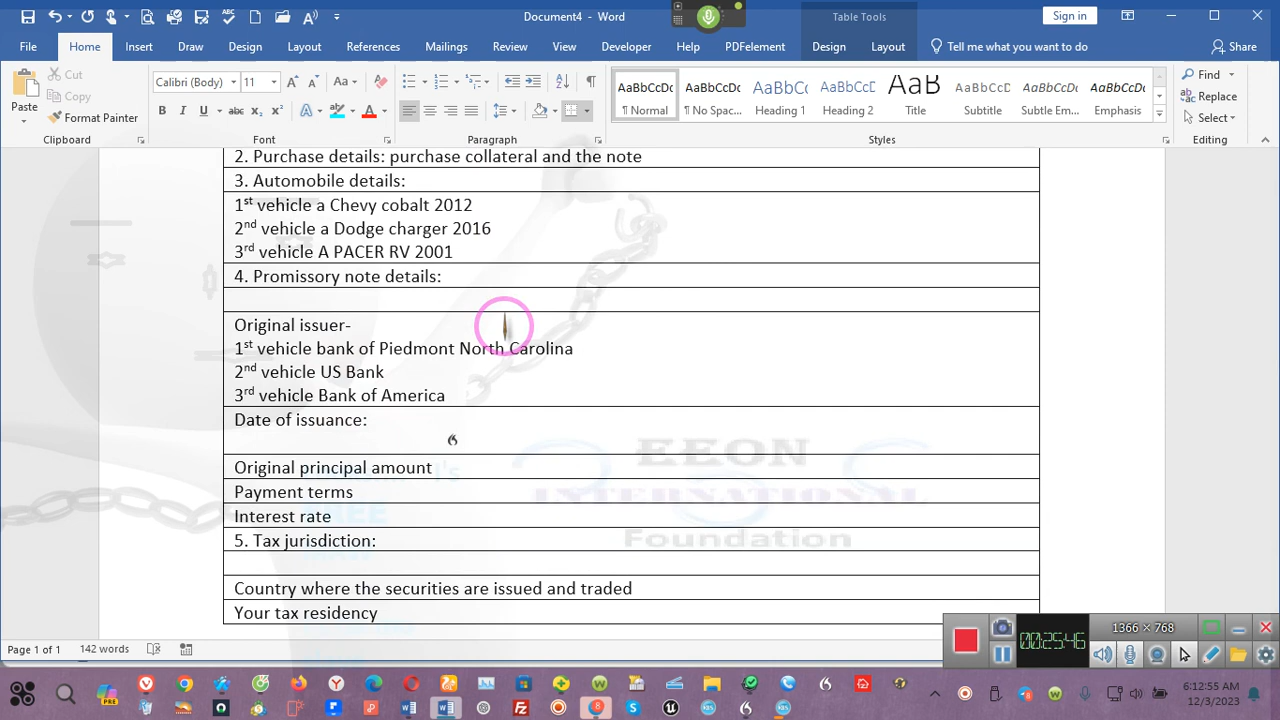 Document4 - Word
Table Tools
Sign in
File Home Insert Draw Design Layout References Mailings Review View Developer Help PDFelement Design Layout Tell me what you want to do Share
Paste
Cut
Copy
Format Painter
Clipboard
Calibri (Body) 11
Font
Paragraph
AaBbCcDc AaBbCcDc AaBbCc AaBbCcE AaB AaBbCcD AaBbCcDt AaBbCcDt
¶ Normal ¶ No Spac... Heading 1 Heading 2 Title Subtitle Subtle Em... Emphasis
Styles
Find
Replace
Select
Editing
2. Purchase details: purchase collateral and the note
3. Automobile details:
1st vehicle a Chevy cobalt 2012
2nd vehicle a Dodge charger 2016
3rd vehicle A PACER RV 2001
4. Promissory note details:
Original issuer-
1st vehicle bank of Piedmont North Carolina
2nd vehicle US Bank
3rd vehicle Bank of America
Date of issuance:
Original principal amount
Payment terms
Interest rate
5. Tax jurisdiction:
Country where the securities are issued and traded
Your tax residency
EEON
INTERNATIONAL
Foundation
Page 1 of 1 142 words
1366 × 768
00:25:46
6:12:55 AM
12/3/2023